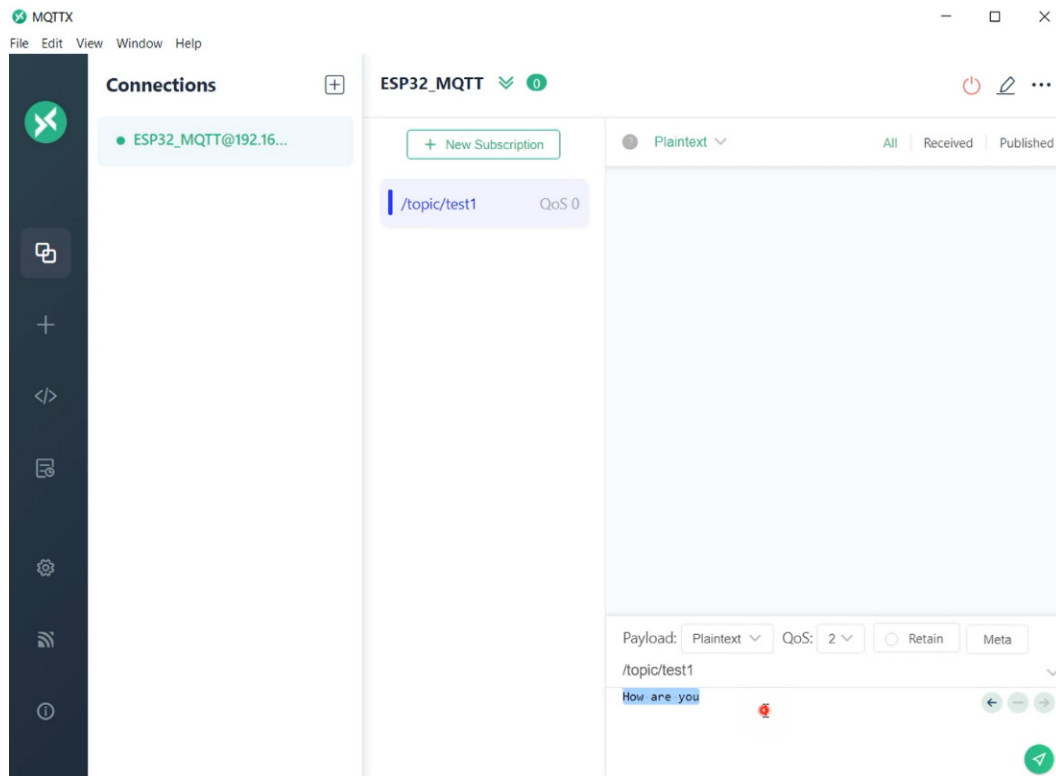 MQTTX
File Edit View Window Help
Connections
ESP32_MQTT 0
ESP32_MQTT@192.16...
+ New Subscription
Plaintext
All Received Published
/topic/test1 QoS 0
Payload: Plaintext QoS: 2 Retain Meta
/topic/test1
How are you